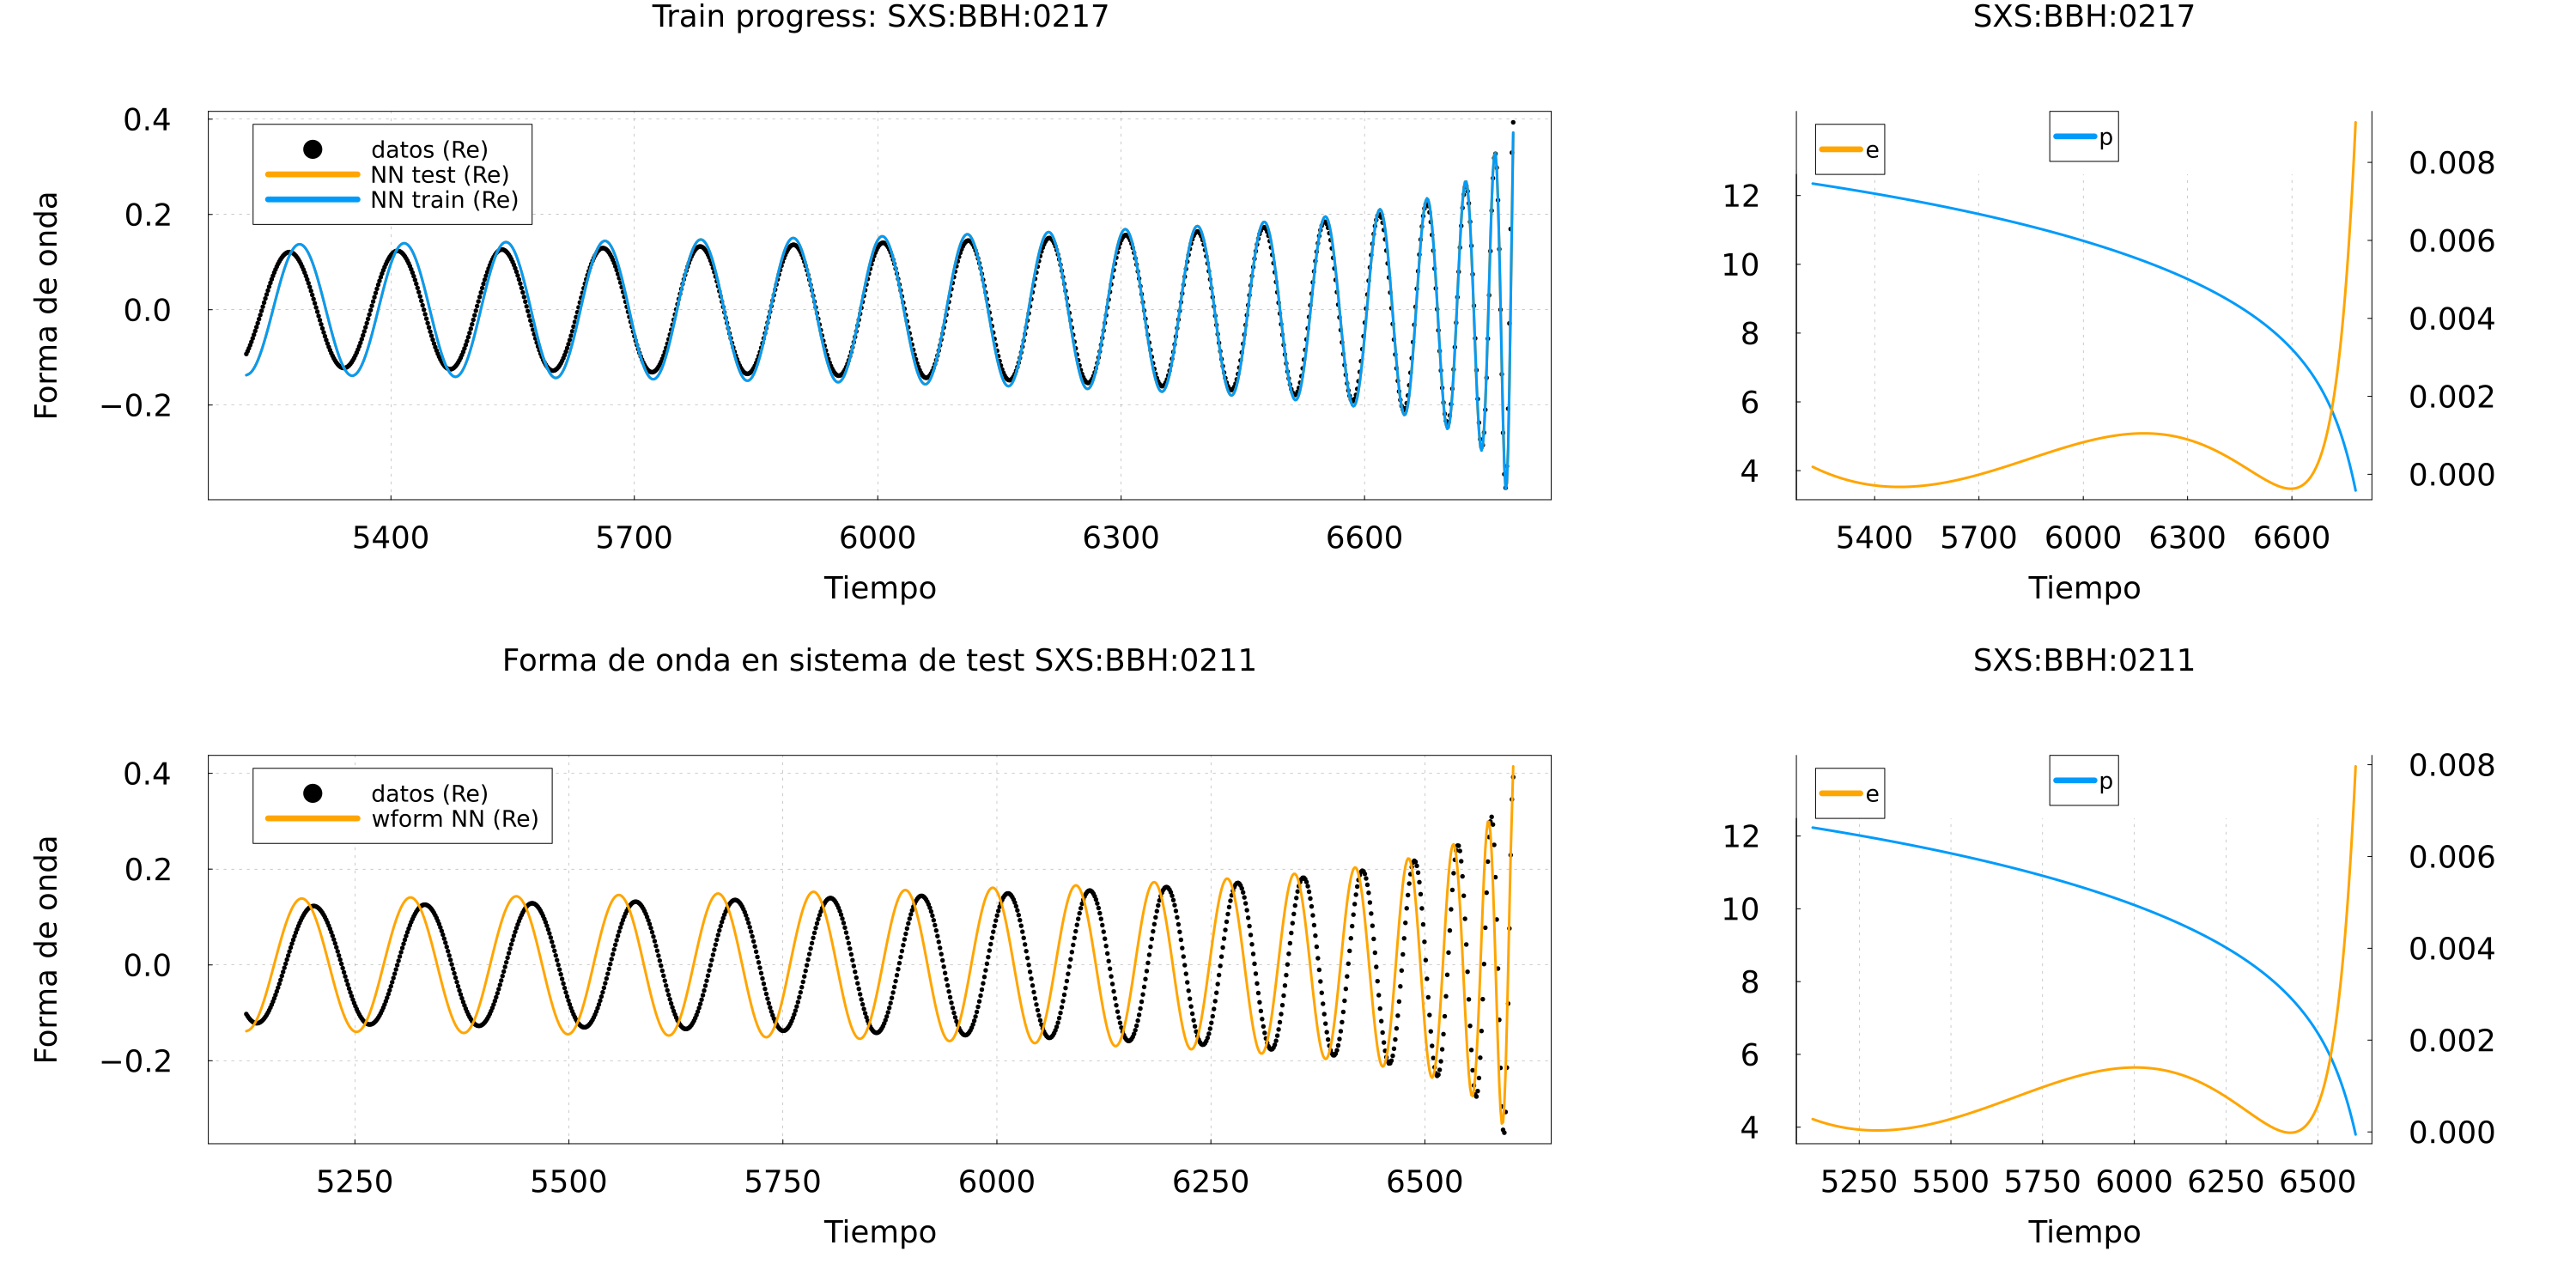 Train progress: SXS:BBH:0217
Forma de onda
0.4
0.2
0.0
−0.2
datos (Re)
NN test (Re)
NN train (Re)
5400 5700 6000 6300 6600
Tiempo
SXS:BBH:0217
12
10
8
6
4
e
p
0.008
0.006
0.004
0.002
0.000
5400 5700 6000 6300 6600
Tiempo
Forma de onda en sistema de test SXS:BBH:0211
Forma de onda
0.4
0.2
0.0
−0.2
datos (Re)
wform NN (Re)
5250 5500 5750 6000 6250 6500
Tiempo
SXS:BBH:0211
12
10
8
6
4
e
p
0.008
0.006
0.004
0.002
0.000
5250 5500 5750 6000 6250 6500
Tiempo